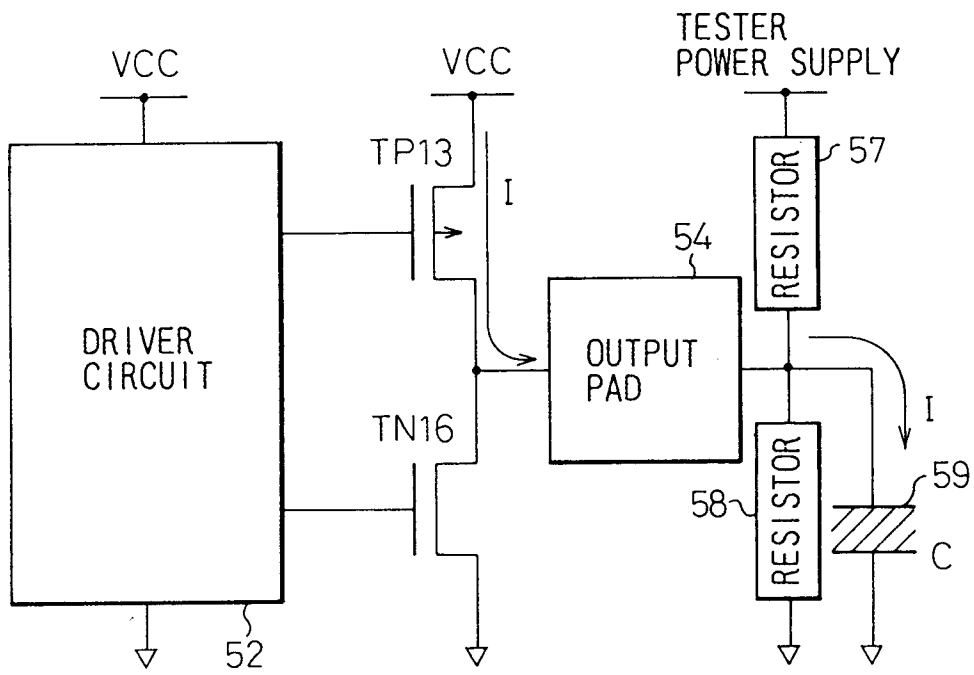 VCC
VCC
TESTER
POWER SUPPLY
TP13
I
RESISTOR
57
54
DRIVER
CIRCUIT
OUTPUT
PAD
TN16
I
58
RESISTOR
59
C
52